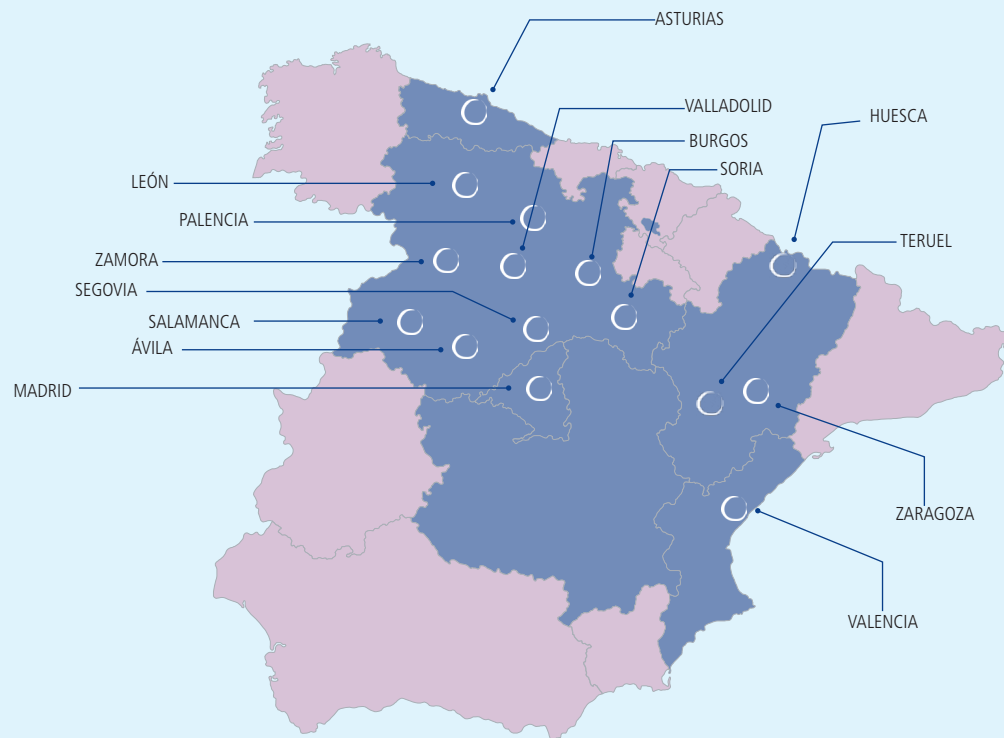 ASTURIAS
VALLADOLID
HUESCA
BURGOS
SORIA
LEÓN
PALENCIA
TERUEL
ZAMORA
SEGOVIA
SALAMANCA
ÁVILA
MADRID
ZARAGOZA
VALENCIA